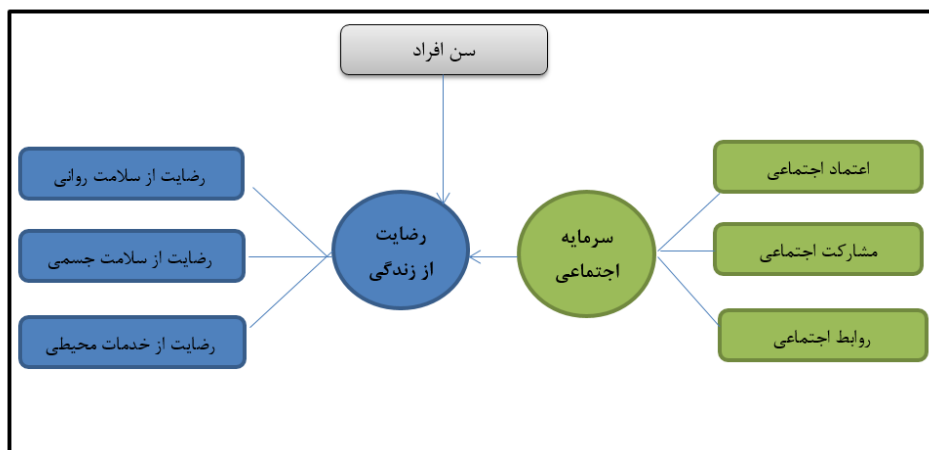 سن افراد
اعتماد اجتماعی
مشارکت اجتماعی
روابط اجتماعی
سرمایه
اجتماعی
رضایت
از زندگی
رضایت از سلامت روانی
رضایت از سلامت جسمی
رضایت از خدمات محیطی